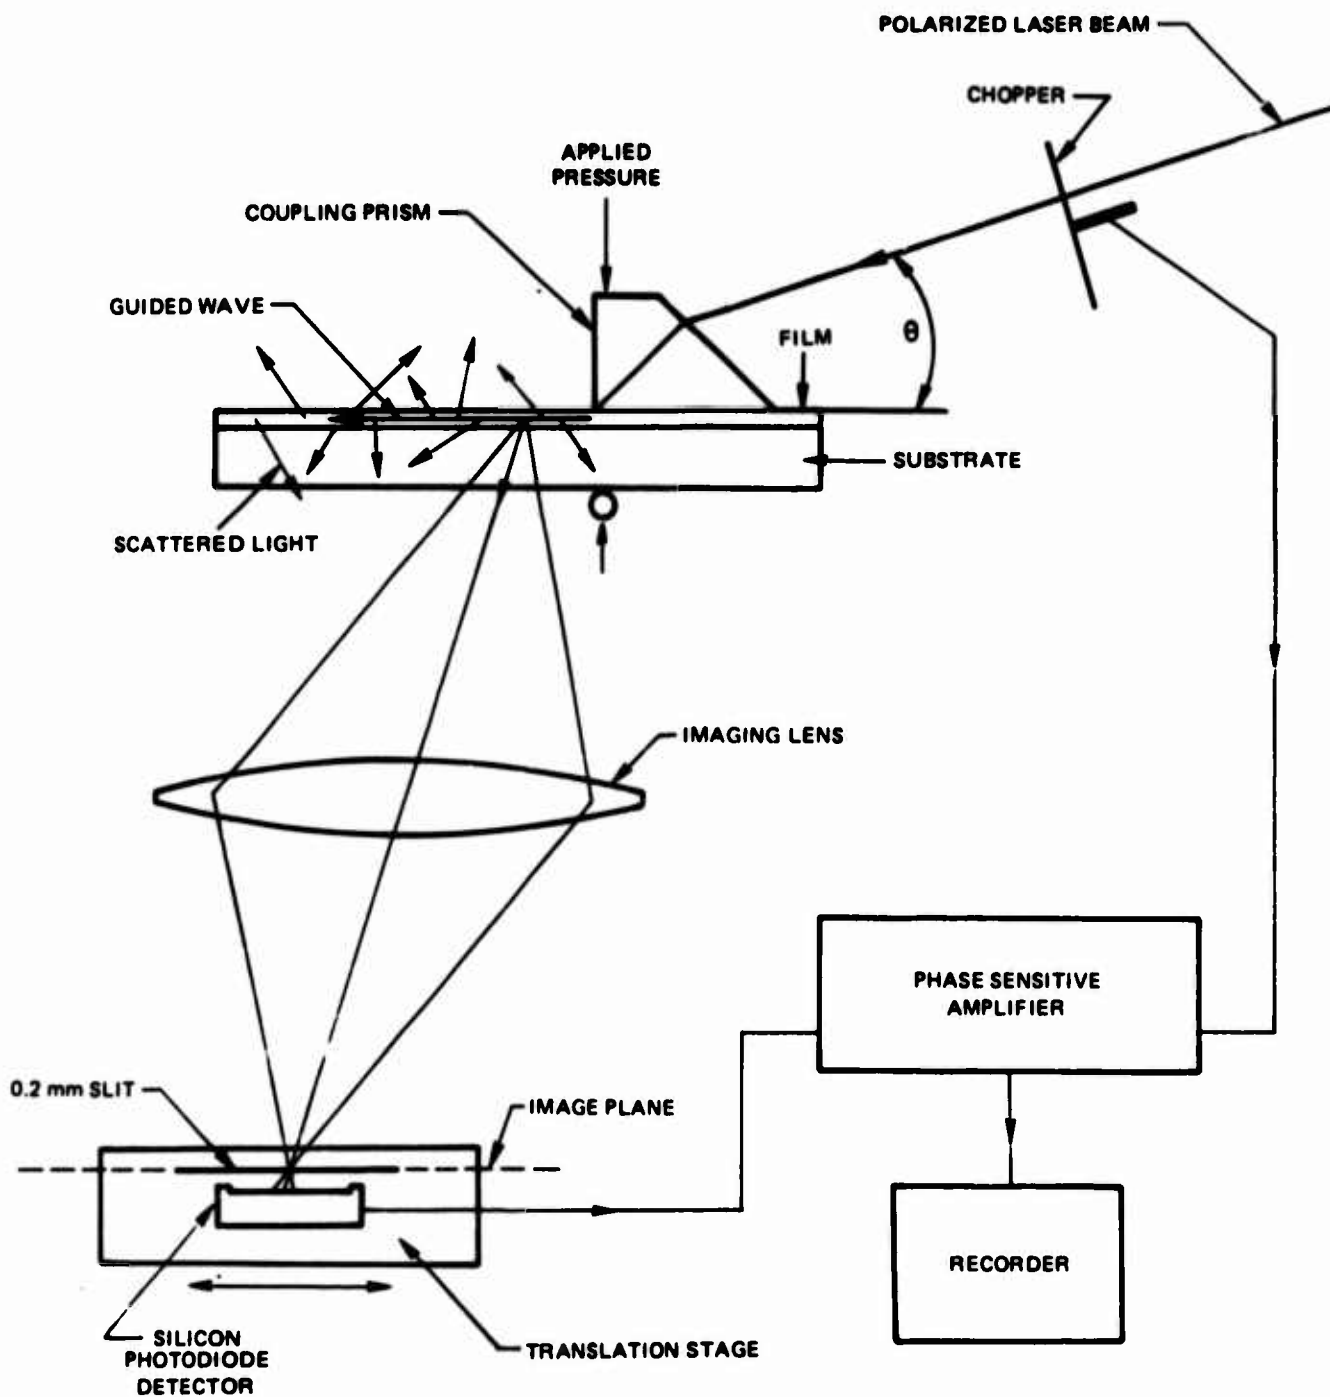 POLARIZED LASER BEAM
CHOPPER
APPLIED
PRESSURE
COUPLING PRISM
GUIDED WAVE
FILM
θ
SUBSTRATE
SCATTERED LIGHT
IMAGING LENS
PHASE SENSITIVE
AMPLIFIER
0.2 mm SLIT
IMAGE PLANE
RECORDER
SILICON
PHOTODIODE
DETECTOR
TRANSLATION STAGE